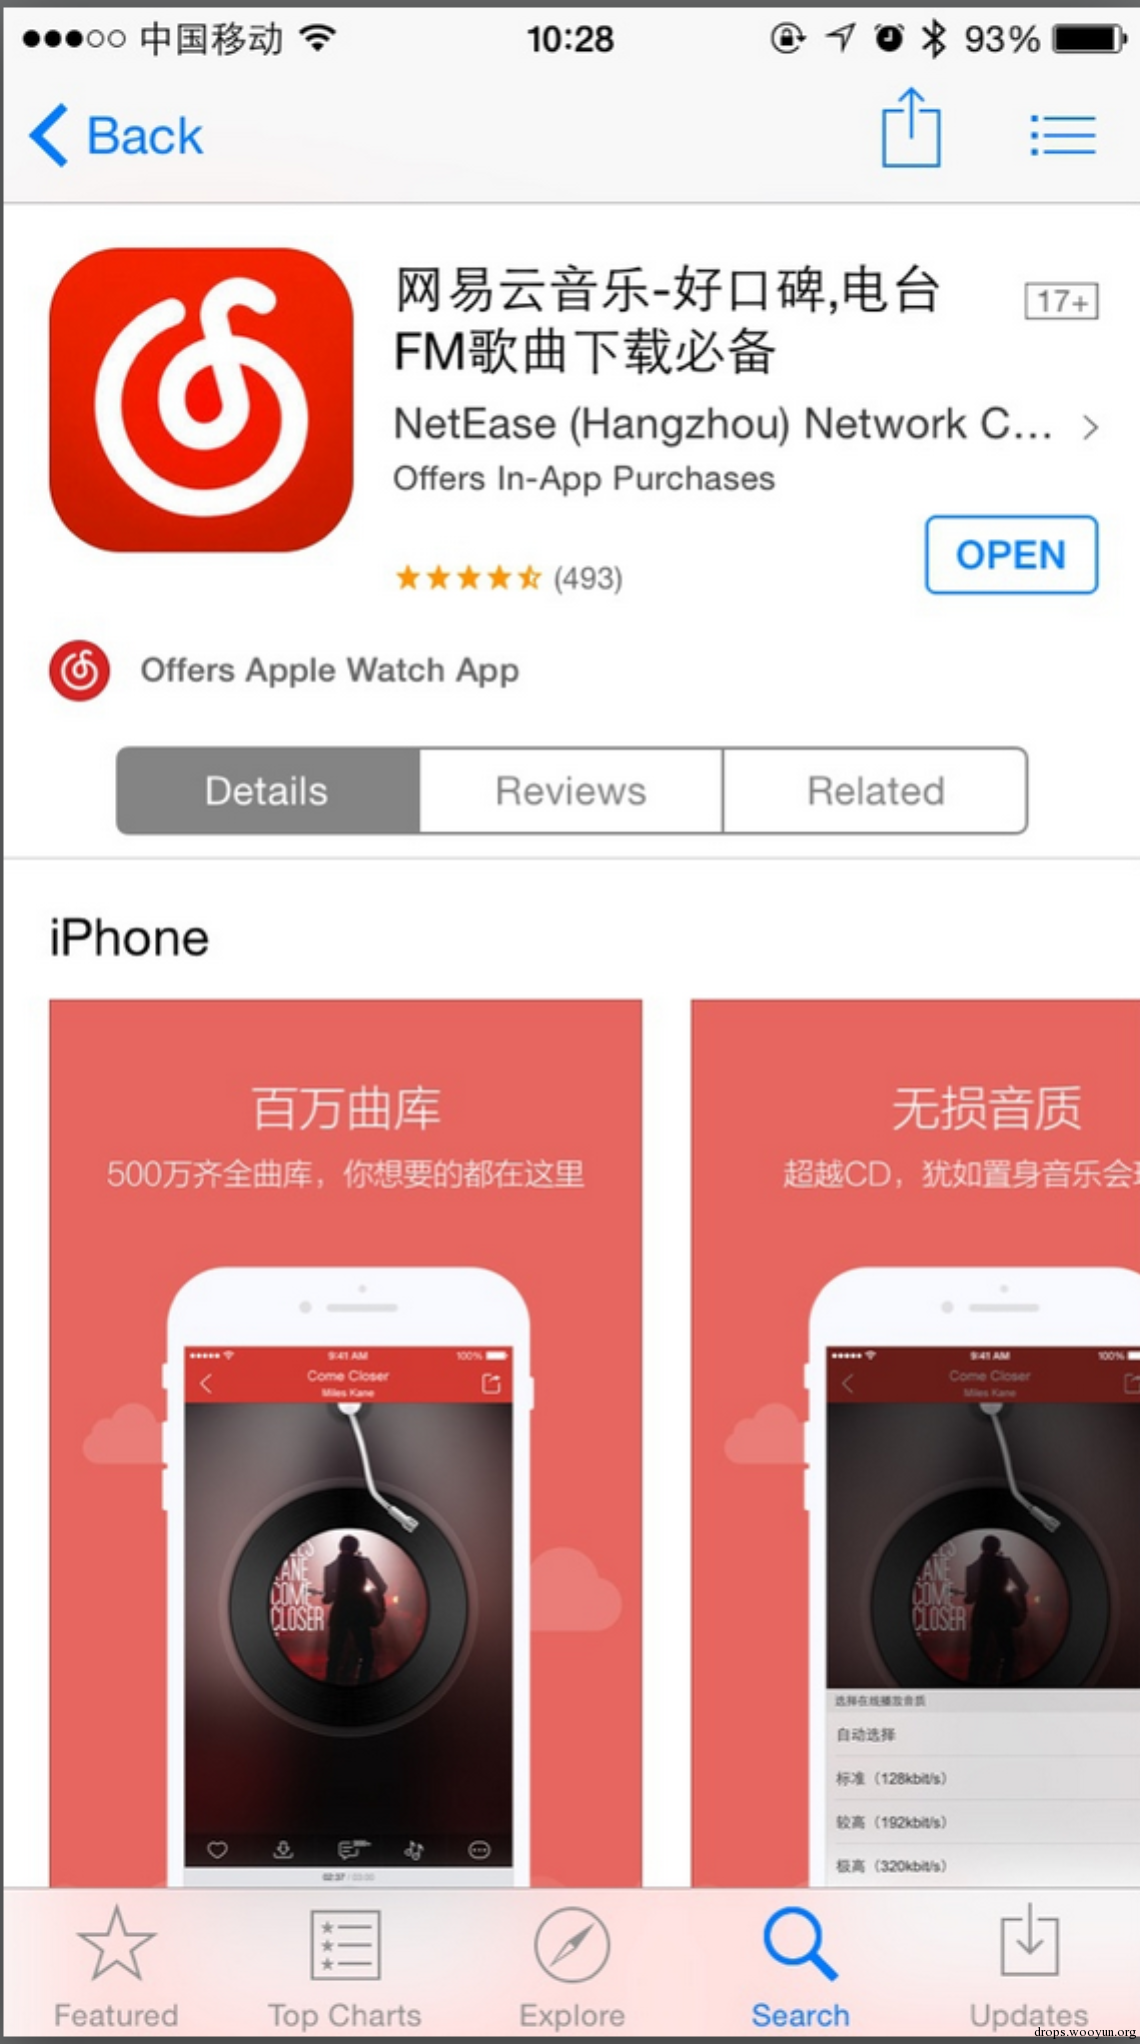 中国移动 10:28 93%
Back
网易云音乐-好口碑,电台
FM歌曲下载必备
17+
NetEase (Hangzhou) Network C...
Offers In-App Purchases
OPEN
(493)
Offers Apple Watch App
Details Reviews Related
iPhone
百万曲库
500万齐全曲库，你想要的都在这里
9:41 AM 100%
Come Closer
Miles Kane
KANE
COME
CLOSER
02:37 / 03:00
无损音质
超越CD，犹如置身音乐会
9:41 AM 100%
Come Closer
Miles Kane
KANE
COME
CLOSER
选择在线播放音质
自动选择
标准（128kbit/s）
较高（192kbit/s）
极高（320kbit/s）
Featured Top Charts Explore Search Updates
drops.wooyun.org